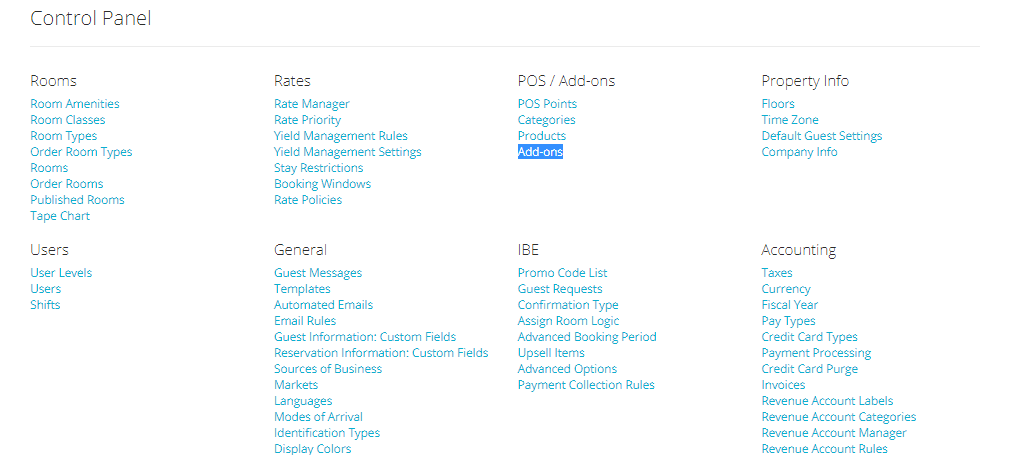 Control Panel
Rooms
Room Amenities
Room Classes
Room Types
Order Room Types
Rooms
Order Rooms
Published Rooms
Tape Chart
Rates
Rate Manager
Rate Priority
Yield Management Rules
Yield Management Settings
Stay Restrictions
Booking Windows
Rate Policies
POS / Add-ons
POS Points
Categories
Products
Add-ons
Property Info
Floors
Time Zone
Default Guest Settings
Company Info
Users
User Levels
Users
Shifts
General
Guest Messages
Templates
Automated Emails
Email Rules
Guest Information: Custom Fields
Reservation Information: Custom Fields
Sources of Business
Markets
Languages
Modes of Arrival
Identification Types
Display Colors
IBE
Promo Code List
Guest Requests
Confirmation Type
Assign Room Logic
Advanced Booking Period
Upsell Items
Advanced Options
Payment Collection Rules
Accounting
Taxes
Currency
Fiscal Year
Pay Types
Credit Card Types
Payment Processing
Credit Card Purge
Invoices
Revenue Account Labels
Revenue Account Categories
Revenue Account Manager
Revenue Account Rules